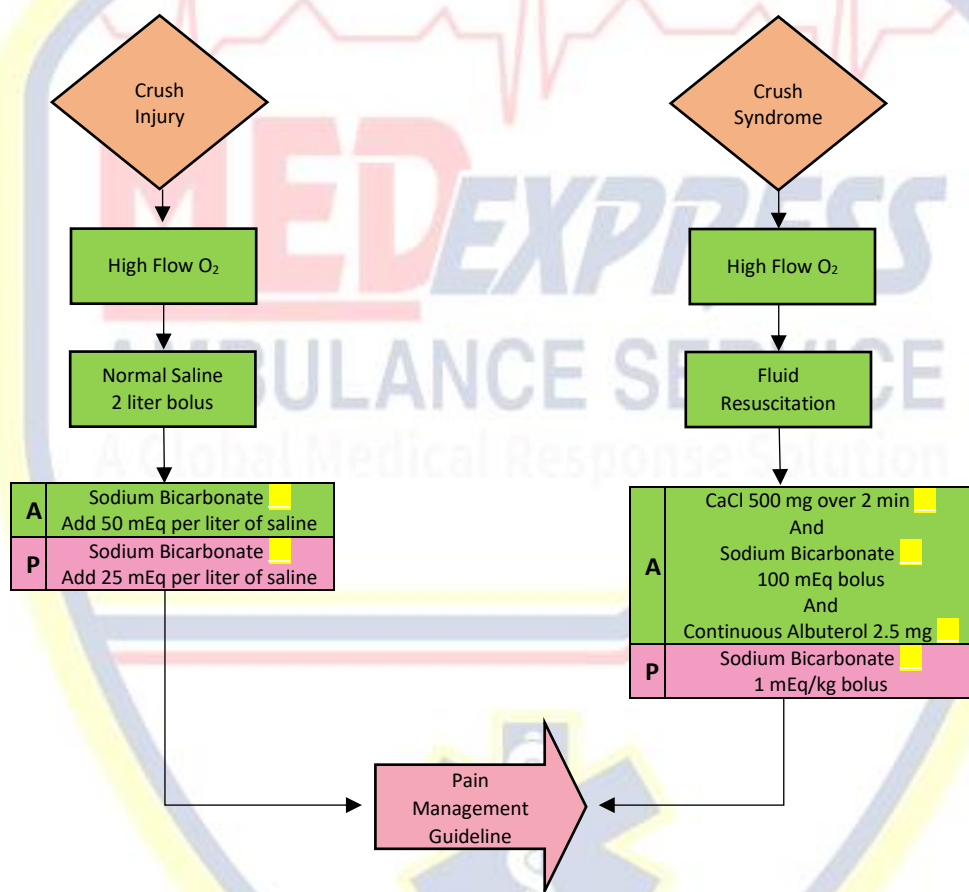 Crush
Injury
High Flow O₂
Normal Saline
2 liter bolus
A
Sodium Bicarbonate
Add 50 mEq per liter of saline
P
Sodium Bicarbonate
Add 25 mEq per liter of saline
Crush
Syndrome
High Flow O₂
Fluid
Resuscitation
A
CaCl 500 mg over 2 min
And
Sodium Bicarbonate
100 mEq bolus
And
Continuous Albuterol 2.5 mg
P
Sodium Bicarbonate
1 mEq/kg bolus
Pain
Management
Guideline
MEDEXPRESS
AMBULANCE SERVICE
A Global Medical Response Solution